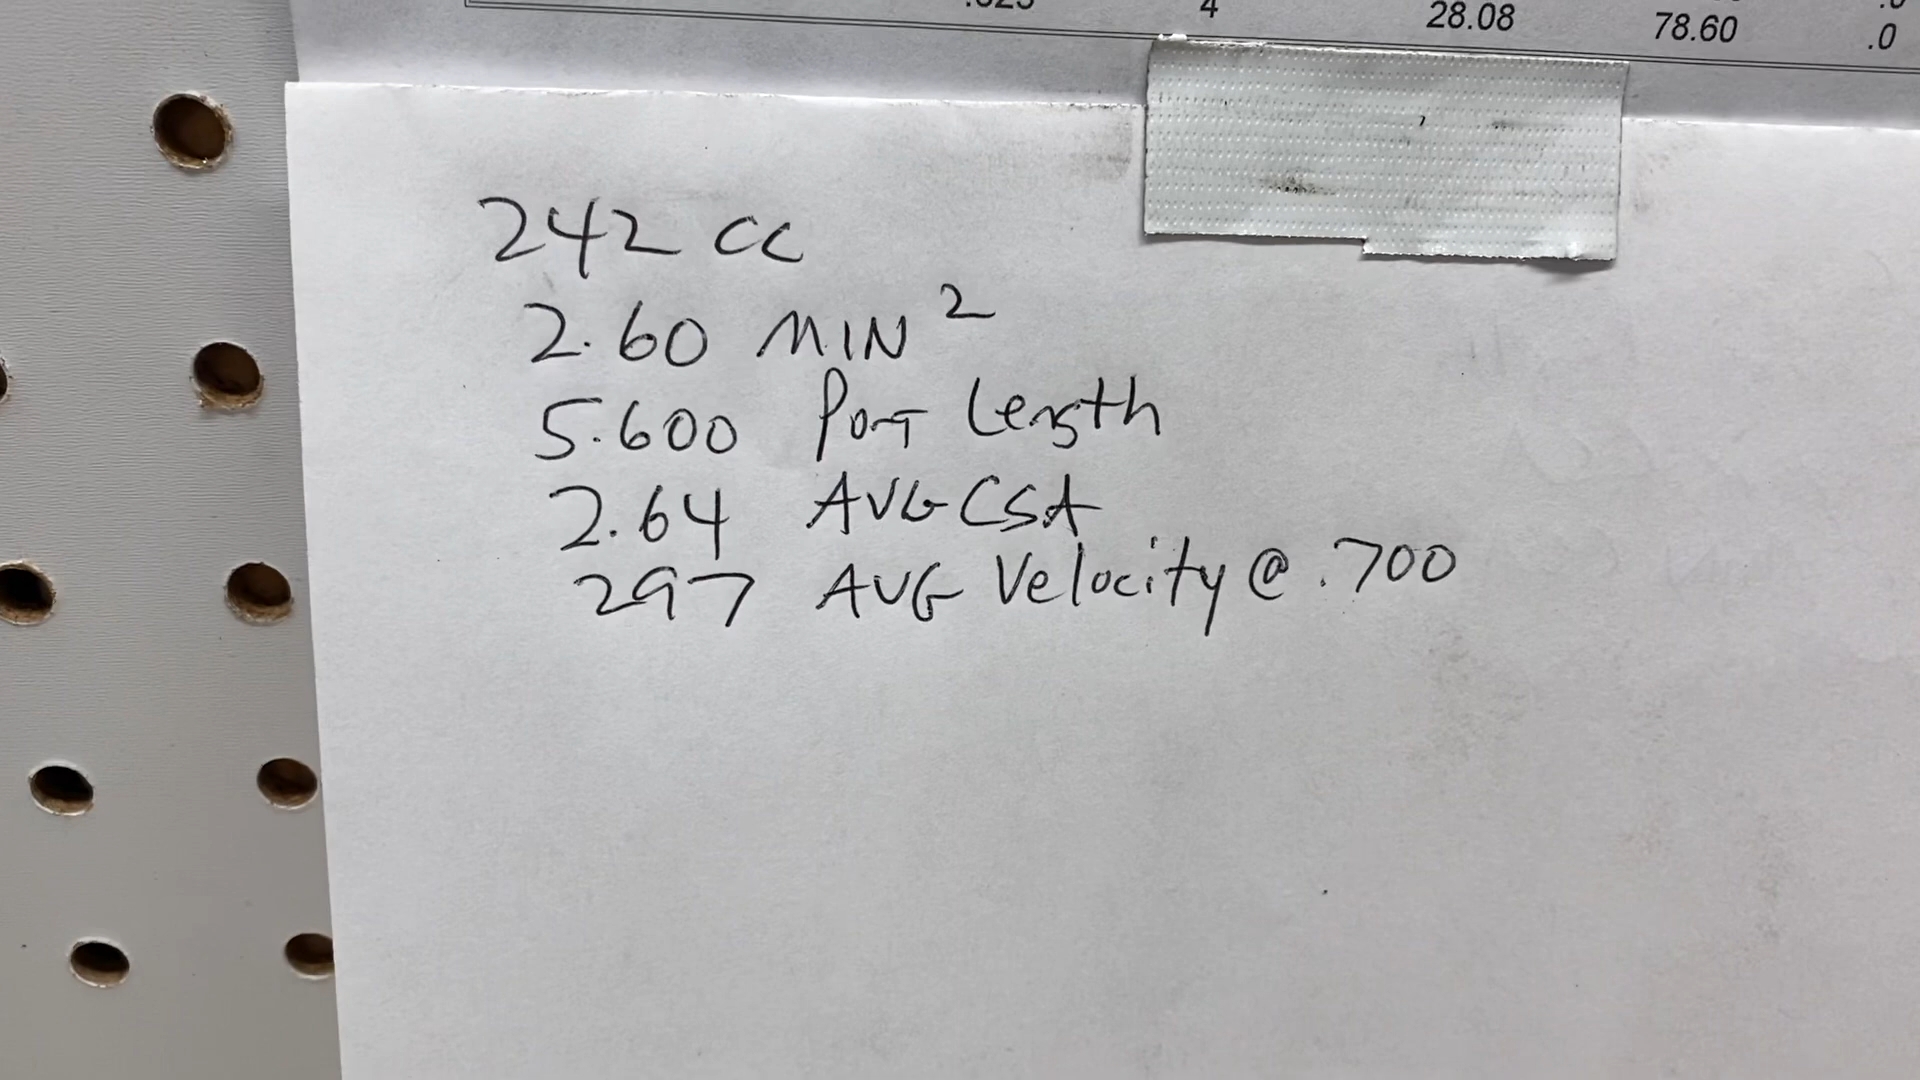 4 28.08 78.60 .0
242 cc
2.60 MIN²
5.600 Port Length
2.64 AVG CSA
297 AVG Velocity @ .700